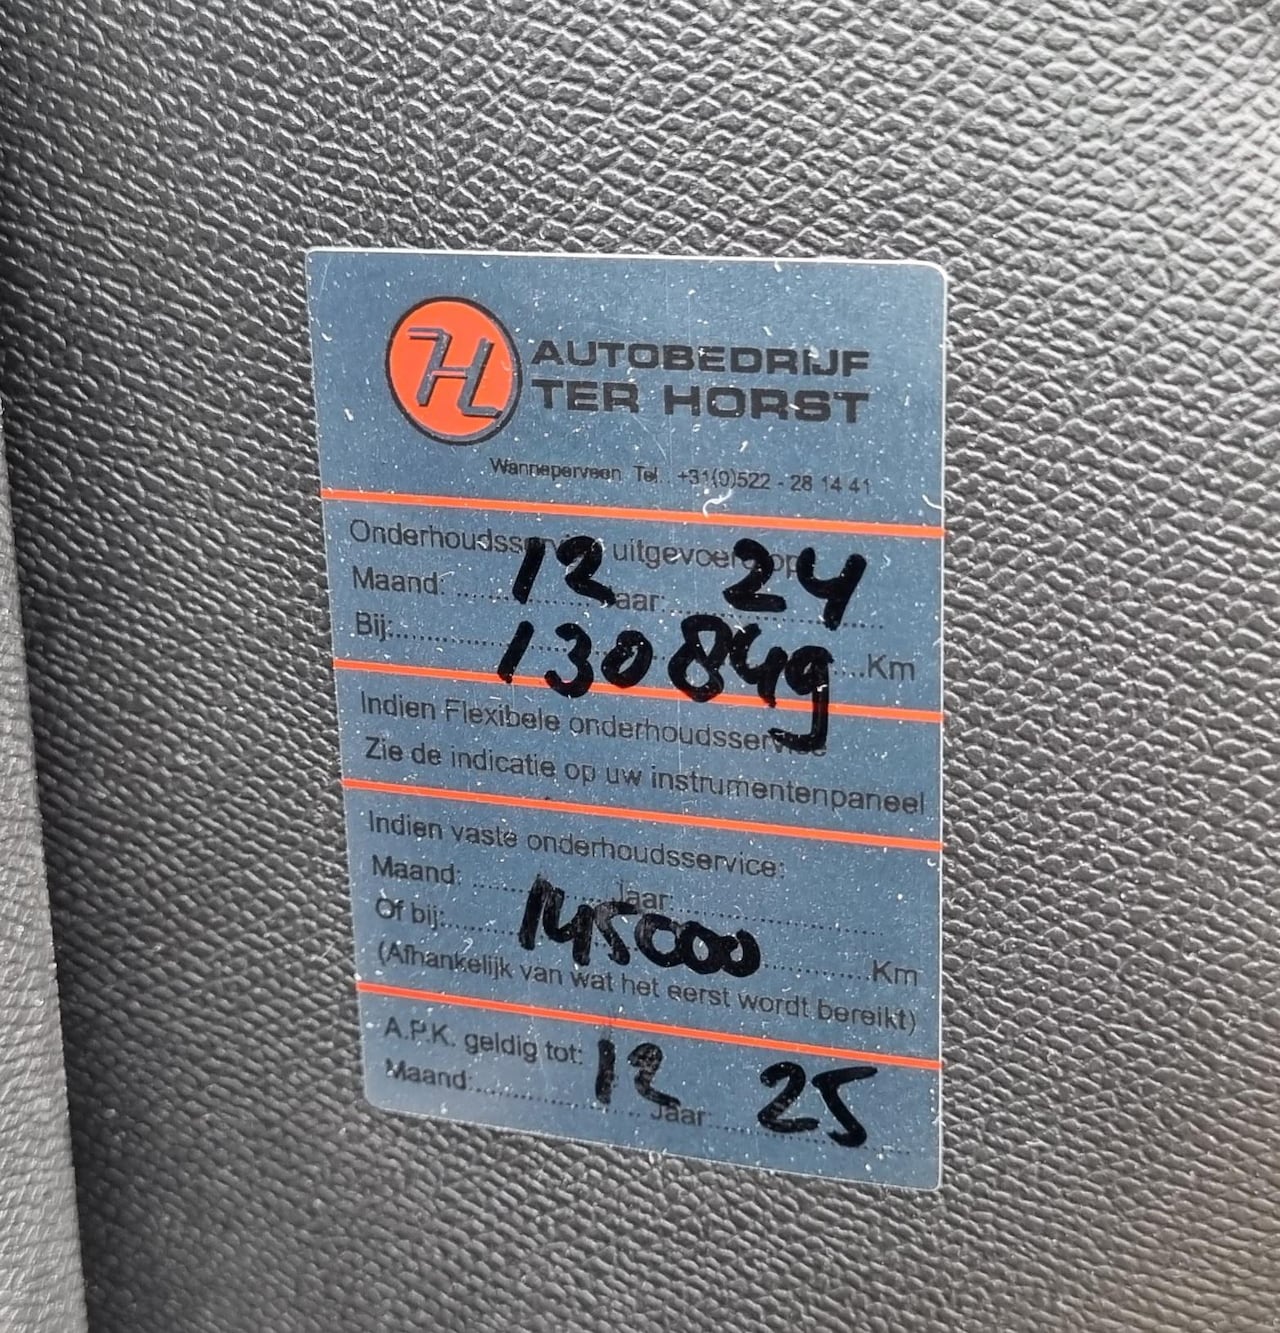 H
AUTOBEDRIJF
TER HORST
Wanneperveen Tel. +31(0)522 - 28 14 41
Onderhoudsservice uitgevoerd op
Maand: 12 Jaar: 24
Bij: 130849 Km
Indien Flexibele onderhoudsservice
Zie de indicatie op uw instrumentenpaneel
Indien vaste onderhoudsservice:
Maand: Jaar:
Of bij: 145000 Km
(Afhankelijk van wat het eerst wordt bereikt)
A.P.K. geldig tot:
Maand: 12 Jaar 25